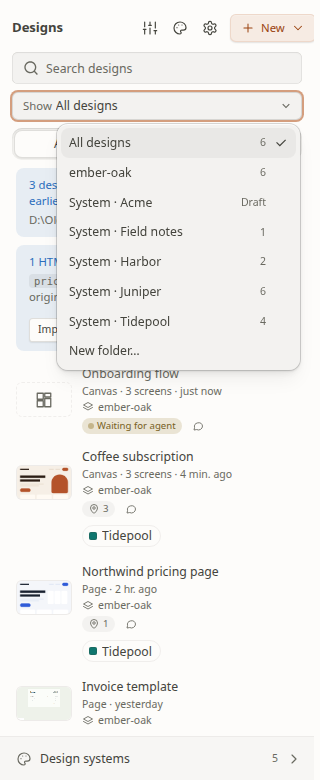 Designs
New
Search designs
Show All designs
All designs 6
ember-oak 6
System · Acme Draft
System · Field notes 1
System · Harbor 2
System · Juniper 6
System · Tidepool 4
New folder...
3 des
earlie
D:\Ol
1 HTM
origin
Imp
Onboarding flow
Canvas · 3 screens · just now
ember-oak
Waiting for agent
Coffee subscription
Canvas · 3 screens · 4 min. ago
ember-oak
3
Tidepool
Northwind pricing page
Page · 2 hr. ago
ember-oak
1
Tidepool
Invoice template
Page · yesterday
ember-oak
Design systems 5